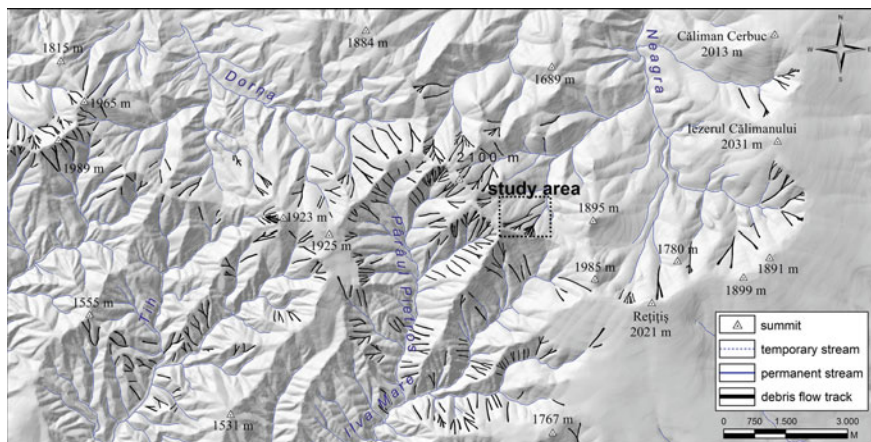 1884 m
Căliman Cerbuc
2013 m
N
W
E
S
1815 m
1689 m
Neagra
Dorna
1965 m
Iezerul Călimanului
2031 m
2100 m
1989 m
study area
1923 m
1895 m
1925 m
Pârâul Pietros
1780 m
1891 m
1985 m
1899 m
1555 m
Tih
Rețițiș
2021 m
summit
temporary stream
permanent stream
debris flow track
Ilva Mare
1531 m
1767 m
0 750 1.500 3.000
M